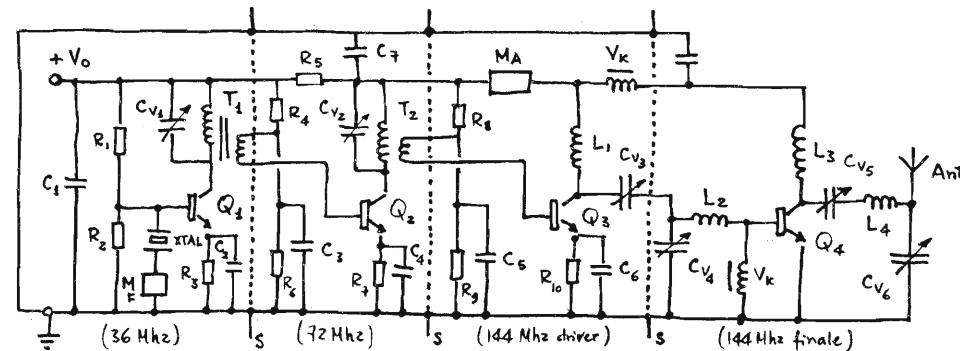 S
S
S
+ Vo
R5
C7
MA
VK
CV1
T1
R4
CV2
T2
R8
L1
CV3
L3
CV5
Ant
R1
C1
Q1
Q2
Q3
L2
Q4
L4
R2
XTAL
C2
C3
C4
C5
C6
CV4
VK
CV6
MF
R3
R6
R7
R9
R10
(36 Mhz)
S
(72 Mhz)
S
(144 Mhz driver)
S
(144 Mhz finale)